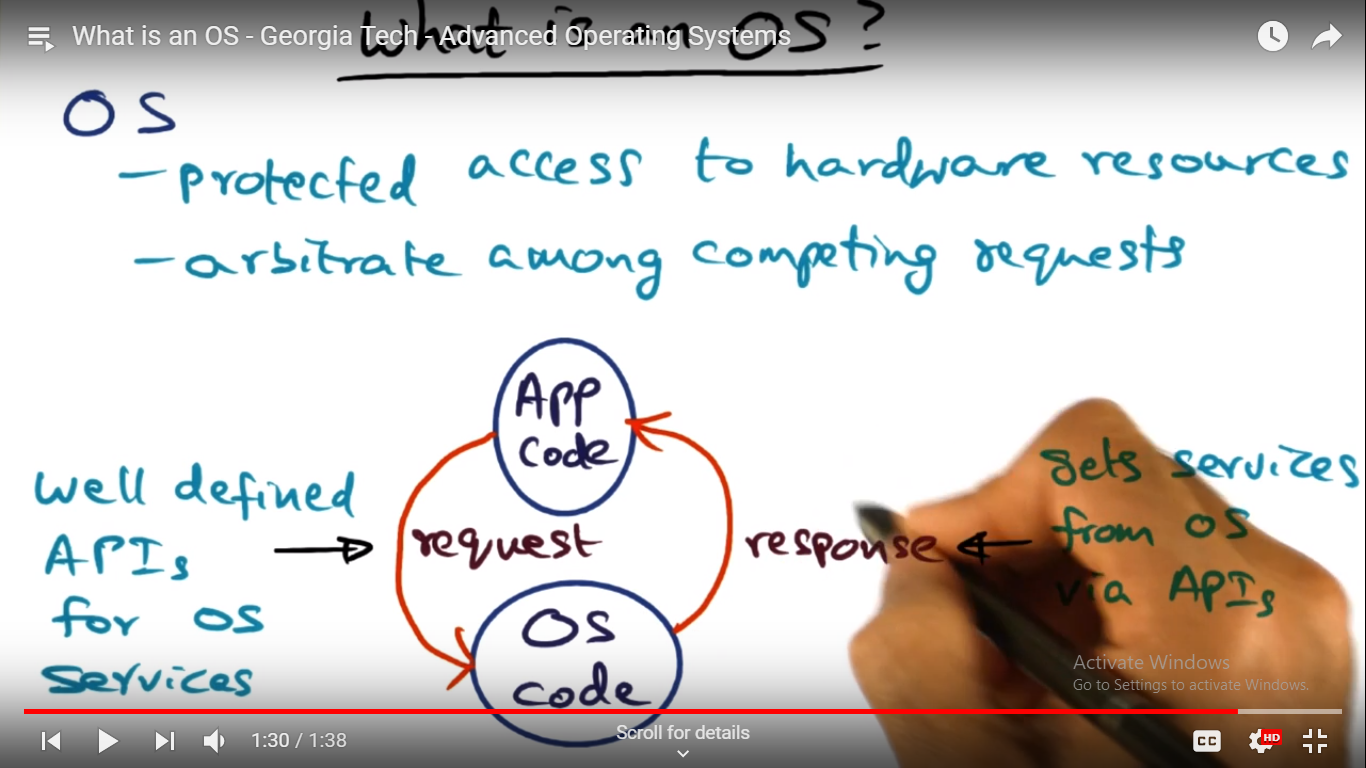 What is an OS - Georgia Tech - Advanced Operating Systems
What is an OS?
OS
- protected access to hardware resources
- arbitrate among competing requests
App
Code
well defined
APIs
for OS
services
request
response
gets services
from OS
via APIs
OS
code
Activate Windows
Go to Settings to activate Windows.
1:30 / 1:38
Scroll for details
CC
HD